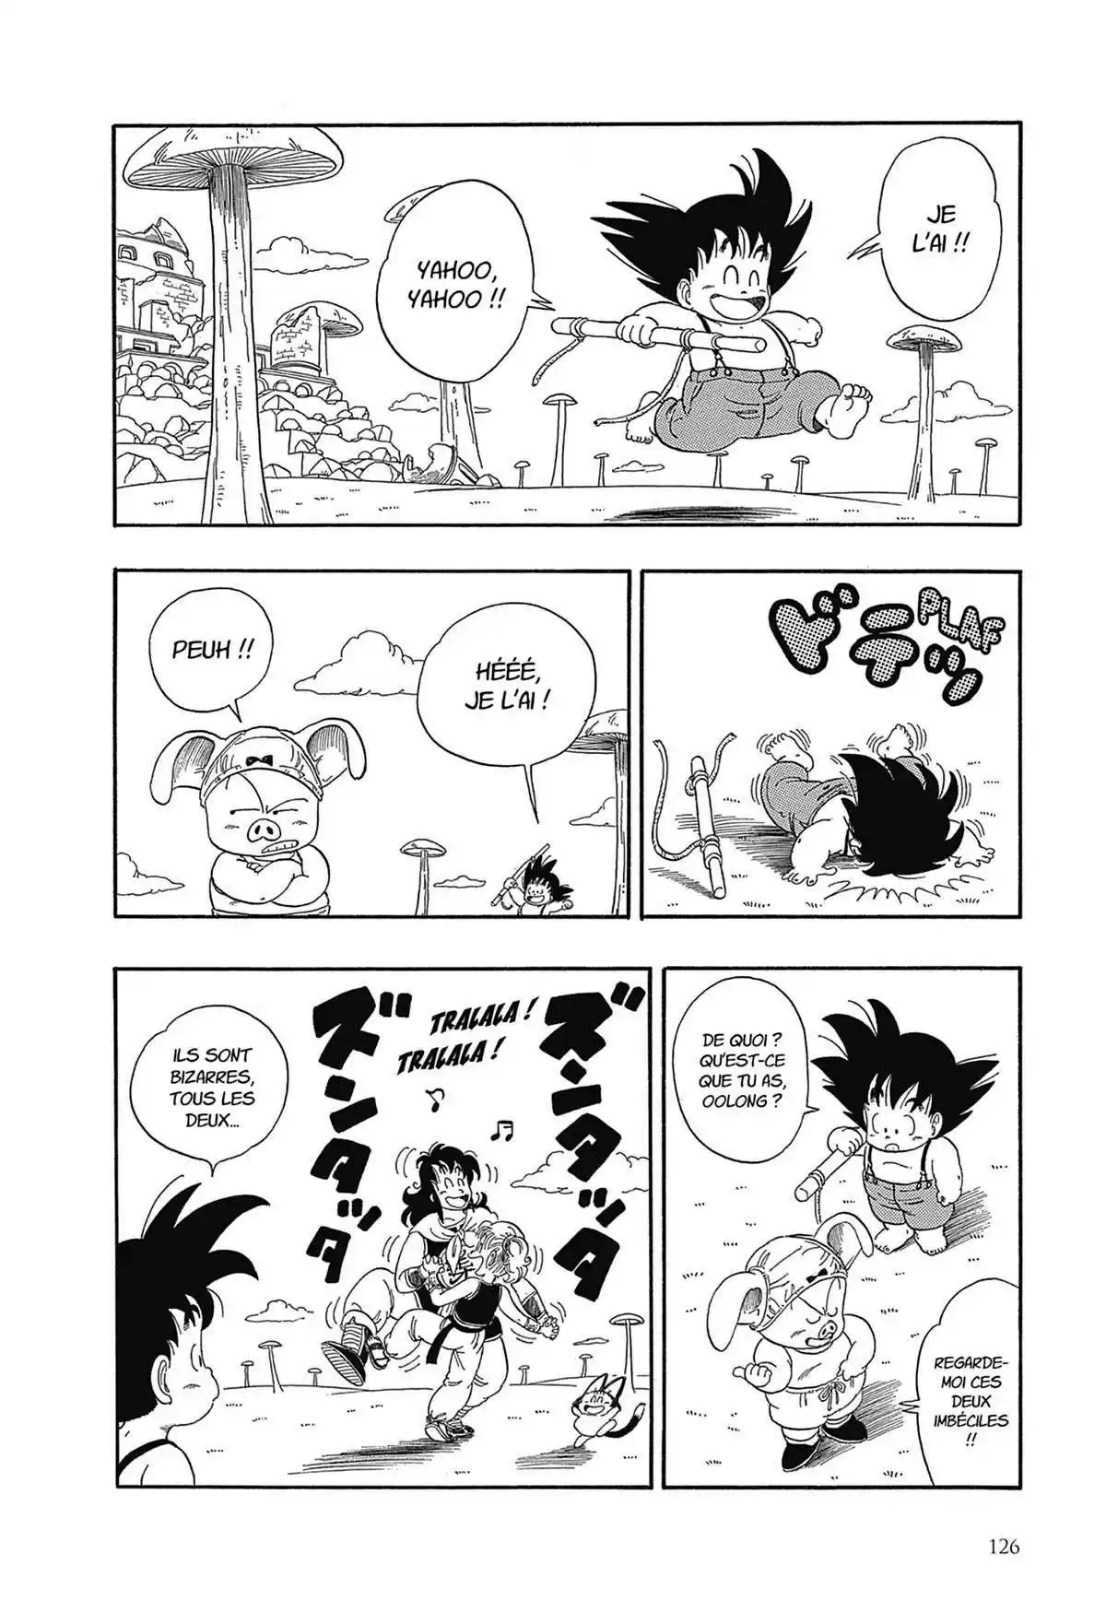 JE
L'AI !!
YAHOO,
YAHOO !!
ドテッ
PLAF
HÉÉÉ,
JE L'AI !
PEUH !!
DE QUOI ?
QU'EST-CE
QUE TU AS,
OOLONG ?
REGARDE-
MOI CES
DEUX
IMBÉCILES
!!
ズンタッタ
TRALALA !
TRALALA !
ズンタタッタ
ILS SONT
BIZARRES,
TOUS LES
DEUX...
126